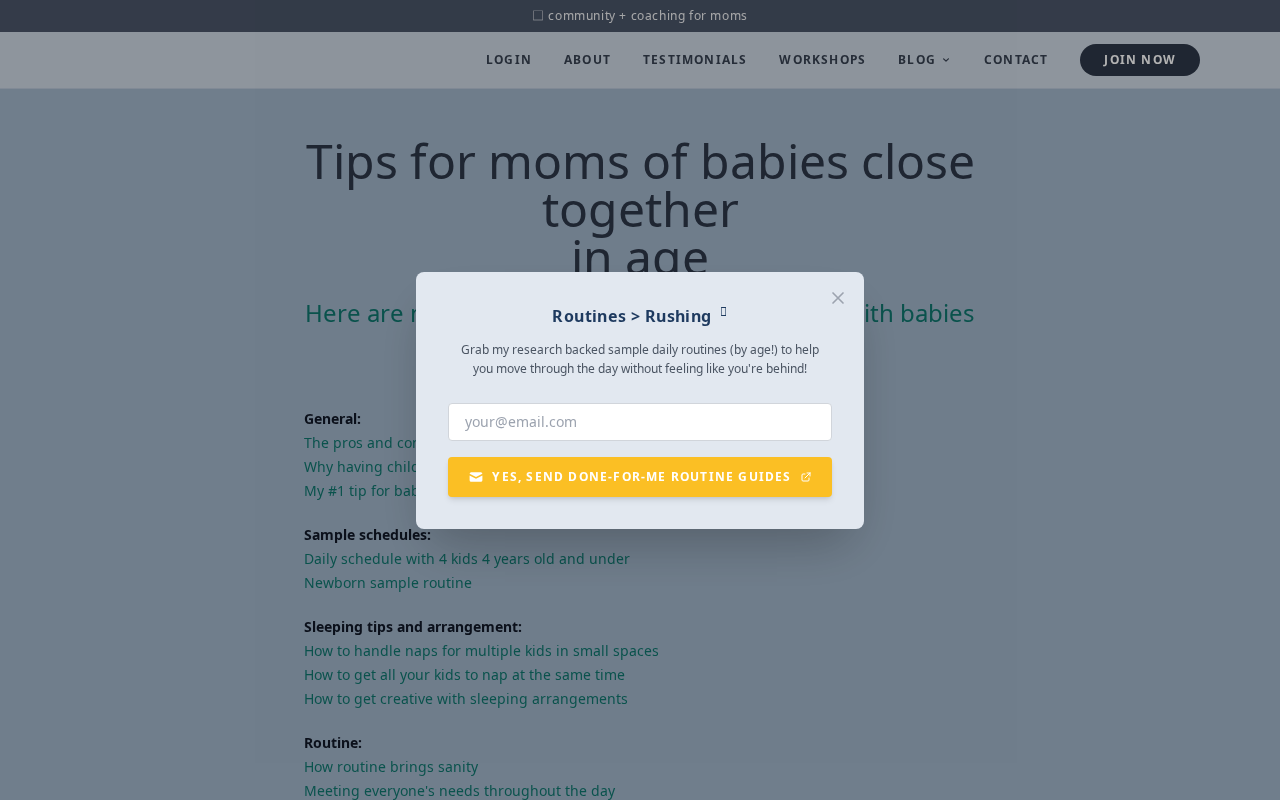 community + coaching for moms
LOGIN ABOUT TESTIMONIALS WORKSHOPS BLOG CONTACT JOIN NOW
Tips for moms of babies close
together
in age
Here are
ith babies
Routines > Rushing
Grab my research backed sample daily routines (by age!) to help
you move through the day without feeling like you're behind!
your@email.com
YES, SEND DONE-FOR-ME ROUTINE GUIDES
General:
The pros and
Why having
My #1 tip for
Sample schedules:
Daily schedule with 4 kids 4 years old and under
Newborn sample routine
Sleeping tips and arrangement:
How to handle naps for multiple kids in small spaces
How to get all your kids to nap at the same time
How to get creative with sleeping arrangements
Routine:
How routine brings sanity
Meeting everyone's needs throughout the day